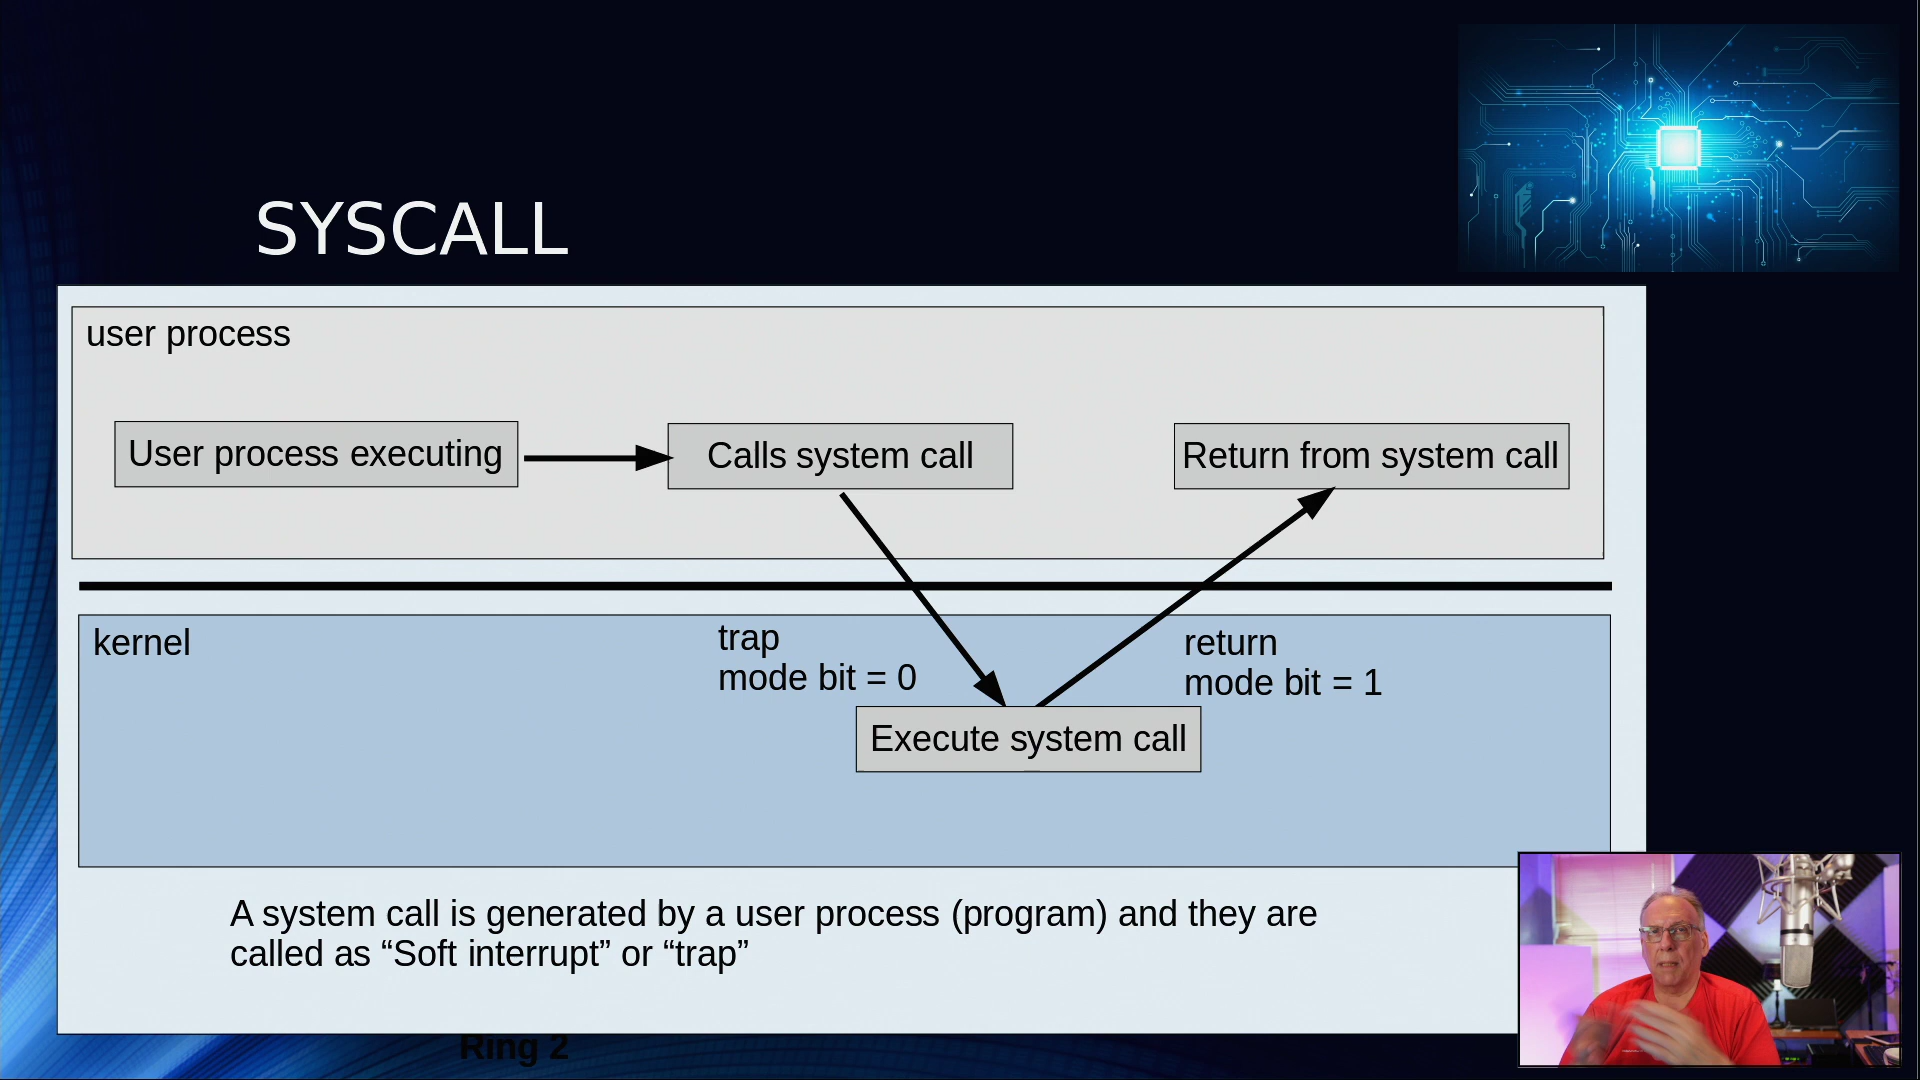 SYSCALL
user process
User process executing
Calls system call
Return from system call
kernel
trap
mode bit = 0
return
mode bit = 1
Execute system call
A system call is generated by a user process (program) and they are
called as “Soft interrupt” or “trap”
Ring 2